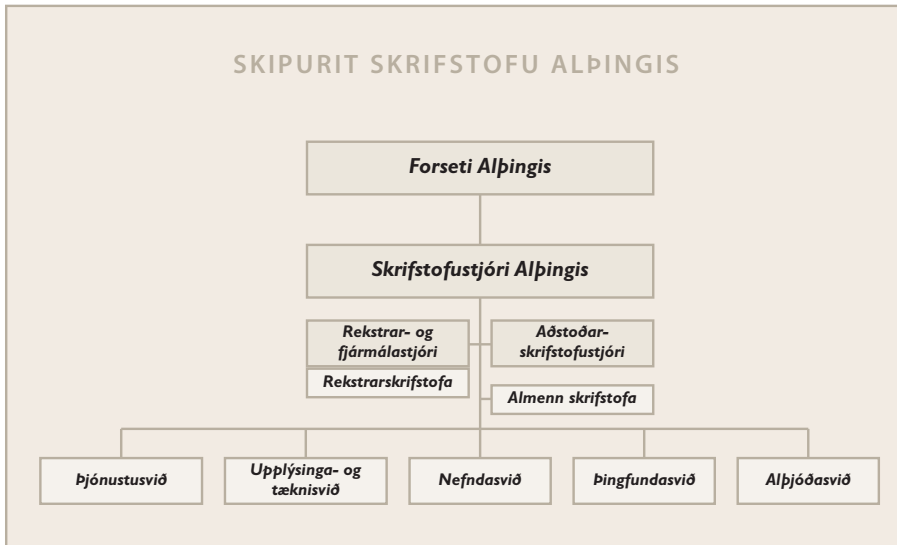 SKIPURIT SKRIFSTOFU ALÞINGIS
Forseti Alþingis
Skrifstofustjóri Alþingis
Rekstrar- og
fjármálastjóri
Rekstrarskrifstofa
Aðstoðar-
skrifstofustjóri
Almenn skrifstofa
Þjónustusvið
Upplýsinga- og
tæknisvið
Nefndasvið
Þingfundasvið
Alþjóðasvið